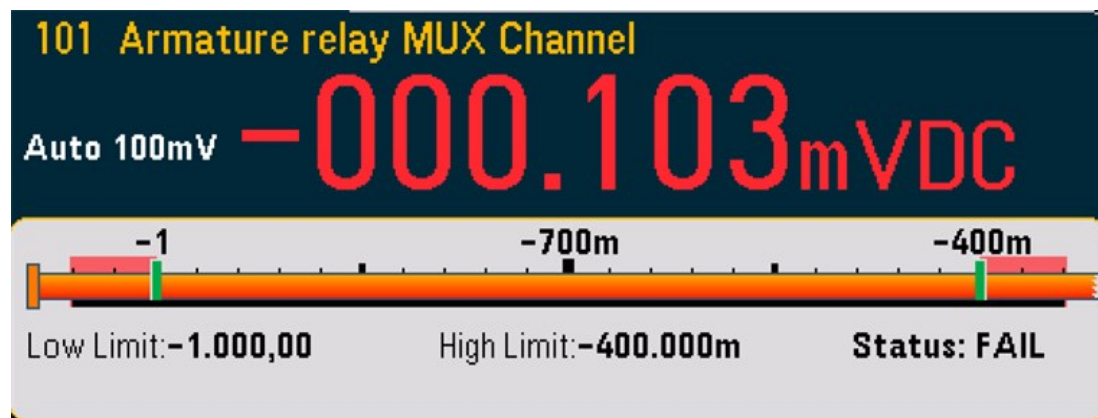 101 Armature relay MUX Channel
Auto 100mV -000.103mVDC
-1 -700m -400m
Low Limit:-1.000,00 High Limit:-400.000m Status: FAIL